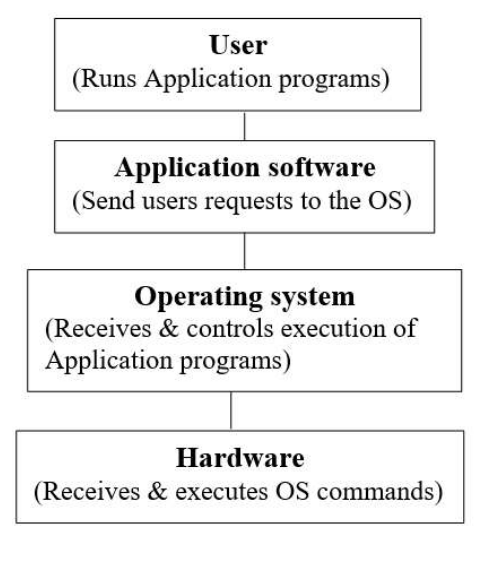 User
(Runs Application programs)
Application software
(Send users requests to the OS)
Operating system
(Receives & controls execution of
Application programs)
Hardware
(Receives & executes OS commands)